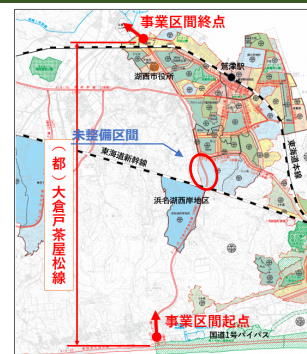 事業区間終点
鷲津駅
湖西市役所
未整備区間
東海道新幹線
東海道本線
(都)大倉戸茶屋松線
浜名湖西岸地区
事業区間起点
国道1号バイパス